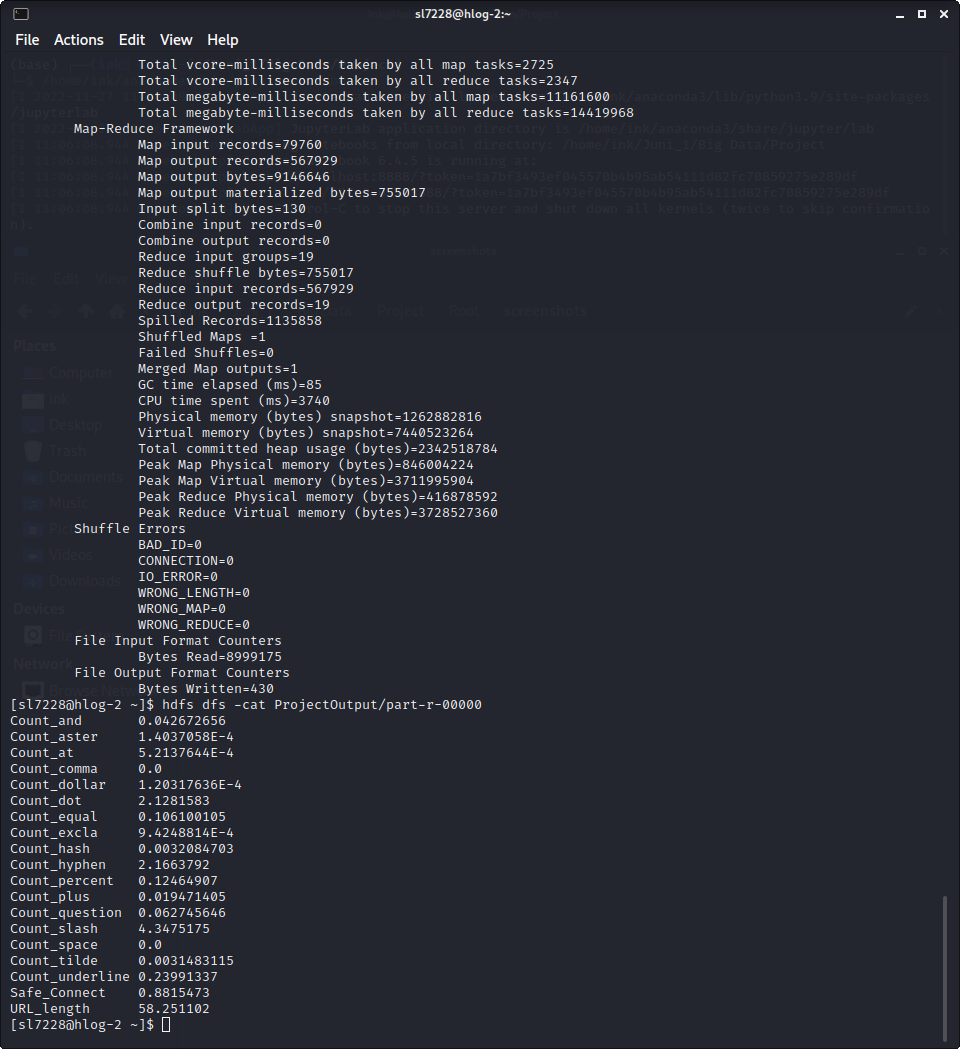 sl7228@hlog-2:~
File Actions Edit View Help
Total vcore-milliseconds taken by all map tasks=2725
Total vcore-milliseconds taken by all reduce tasks=2347
Total megabyte-milliseconds taken by all map tasks=11161600
Total megabyte-milliseconds taken by all reduce tasks=14419968
Map-Reduce Framework
Map input records=79760
Map output records=567929
Map output bytes=9146646
Map output materialized bytes=755017
Input split bytes=130
Combine input records=0
Combine output records=0
Reduce input groups=19
Reduce shuffle bytes=755017
Reduce input records=567929
Reduce output records=19
Spilled Records=1135858
Shuffled Maps =1
Failed Shuffles=0
Merged Map outputs=1
GC time elapsed (ms)=85
CPU time spent (ms)=3740
Physical memory (bytes) snapshot=1262882816
Virtual memory (bytes) snapshot=7440523264
Total committed heap usage (bytes)=2342518784
Peak Map Physical memory (bytes)=846004224
Peak Map Virtual memory (bytes)=3711995904
Peak Reduce Physical memory (bytes)=416878592
Peak Reduce Virtual memory (bytes)=3728527360
Shuffle Errors
BAD_ID=0
CONNECTION=0
IO_ERROR=0
WRONG_LENGTH=0
WRONG_MAP=0
WRONG_REDUCE=0
File Input Format Counters
Bytes Read=8999175
File Output Format Counters
Bytes Written=430
[sl7228@hlog-2 ~]$ hdfs dfs -cat ProjectOutput/part-r-00000
Count_and 0.042672656
Count_aster 1.4037058E-4
Count_at 5.2137644E-4
Count_comma 0.0
Count_dollar 1.20317636E-4
Count_dot 2.1281583
Count_equal 0.106100105
Count_excla 9.4248814E-4
Count_hash 0.0032084703
Count_hyphen 2.1663792
Count_percent 0.12464907
Count_plus 0.019471405
Count_question 0.062745646
Count_slash 4.3475175
Count_space 0.0
Count_tilde 0.0031483115
Count_underline 0.23991337
Safe_Connect 0.8815473
URL_length 58.251102
[sl7228@hlog-2 ~]$